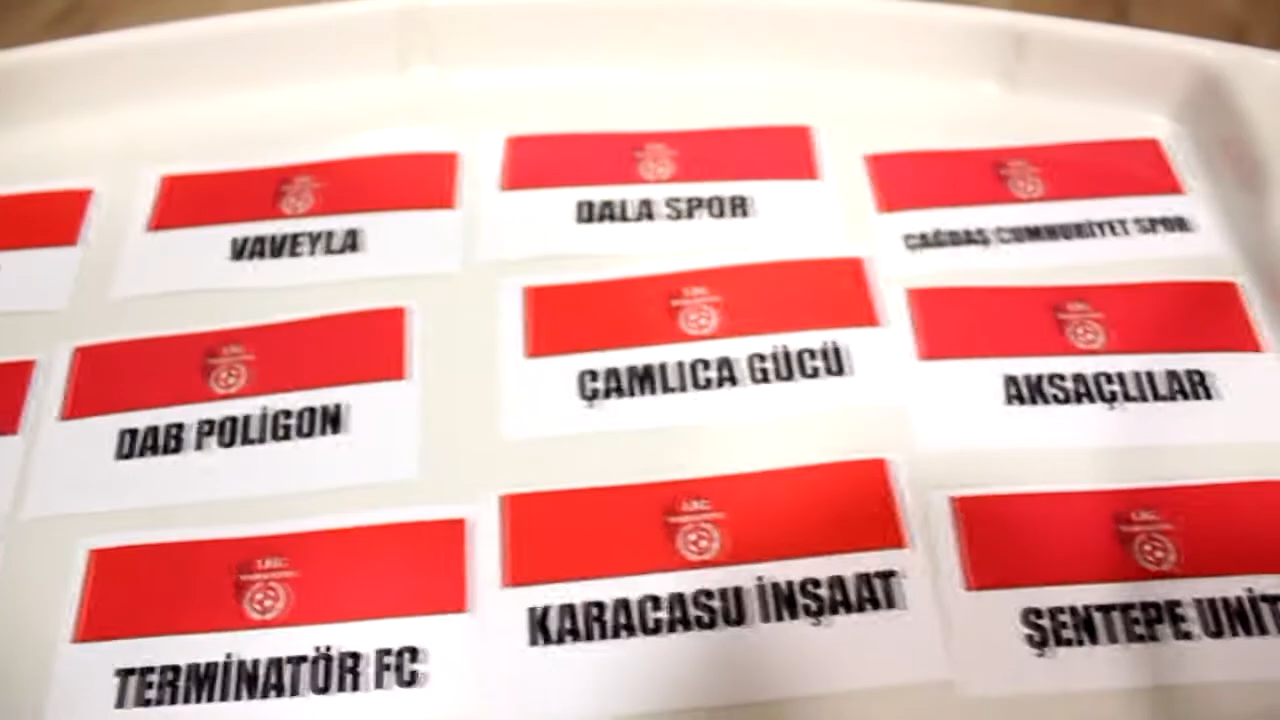 VAVEYLA
DALA SPOR
ÇAĞDAŞ CUMHURİYET SPOR
DAB POLİGON
ÇAMLICA GÜCÜ
AKSAÇLILAR
TERMİNATÖR FC
KARACASU İNŞAAT
ŞENTEPE UNİT